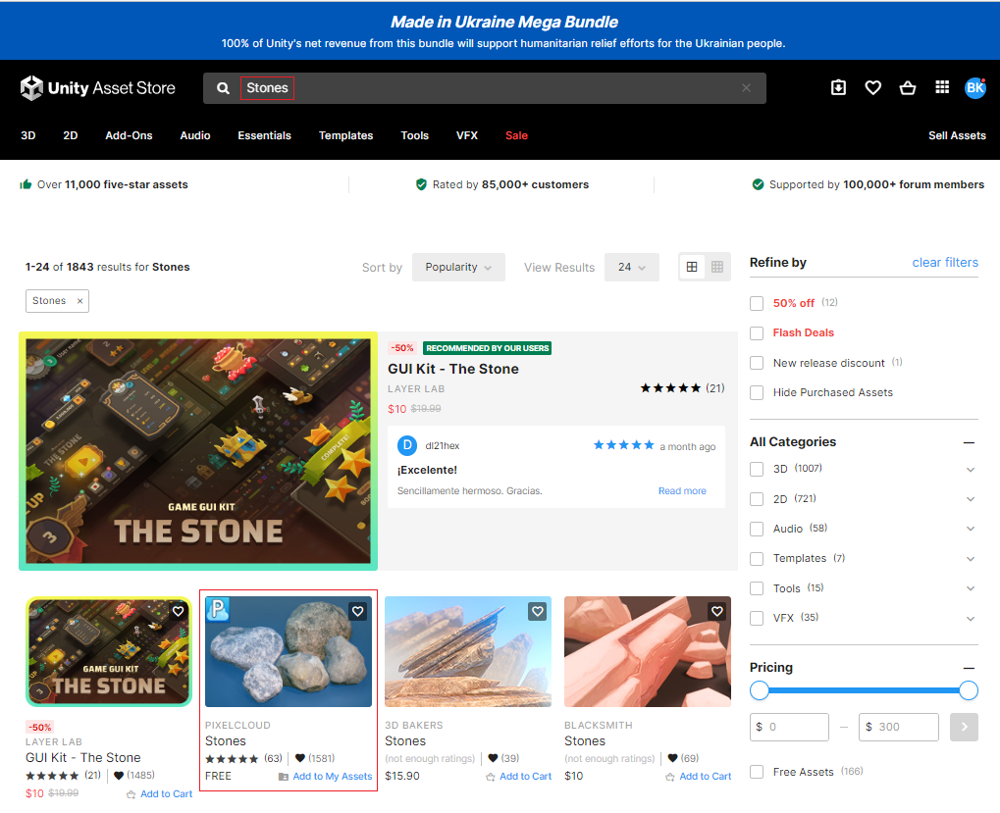 Made in Ukraine Mega Bundle
100% of Unity's net revenue from this bundle will support humanitarian relief efforts for the Ukrainian people.
Unity Asset Store
Stones
BK
3D 2D Add-Ons Audio Essentials Templates Tools VFX Sale Sell Assets
Over 11,000 five-star assets
Rated by 85,000+ customers
Supported by 100,000+ forum members
1-24 of 1843 results for Stones
Sort by Popularity View Results 24
Stones ×
Refine by clear filters
50% off (12)
Flash Deals
New release discount (1)
Hide Purchased Assets
All Categories
3D (1007)
2D (721)
Audio (58)
Templates (7)
Tools (15)
VFX (35)
Pricing
$ 0 – $ 300
Free Assets (166)
THE STONE
COMPLETE!
UP
3
GAME GUI KIT
THE STONE
-50% RECOMMENDED BY OUR USERS
GUI Kit - The Stone
LAYER LAB
(21)
$10 $19.99
D dl21hex
a month ago
¡Excelente!
Sencillamente hermoso. Gracias.
Read more
GAME GUI KIT
THE STONE
-50%
LAYER LAB
GUI Kit - The Stone
(21) (1485)
$10 $19.99 Add to Cart
P
PIXELCLOUD
Stones
(63) (1581)
FREE Add to My Assets
3D BAKERS
Stones
(not enough ratings) (39)
$15.90 Add to Cart
BLACKSMITH
Stones
(not enough ratings) (69)
$10 Add to Cart